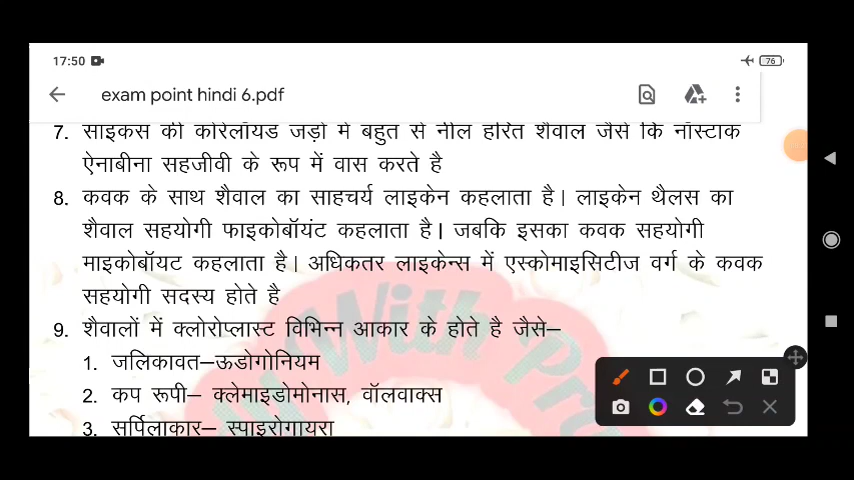 17:50
76
exam point hindi 6.pdf
7. साइकस की कोरेलॉयड जड़ों में बहुत से नील हरित शैवाल जैसे कि नॉस्टाक
ऐनाबीना सहजीवी के रूप में वास करते है
8. कवक के साथ शैवाल का साहचर्य लाइकेन कहलाता है। लाइकेन थैलस का
शैवाल सहयोगी फाइकोबॉयंट कहलाता है। जबकि इसका कवक सहयोगी
माइकोबॉयट कहलाता है। अधिकतर लाइकेन्स में एस्कोमाइसिटीज वर्ग के कवक
सहयोगी सदस्य होते है
9. शैवालों में क्लोरोप्लास्ट विभिन्न आकार के होते है जैसे–
1. जलिकावत–ऊडोगोनियम
2. कप रूपी– क्लेमाइडोमोनास, वॉलवाक्स
3. सर्पिलाकार– स्पाइरोगायरा
With